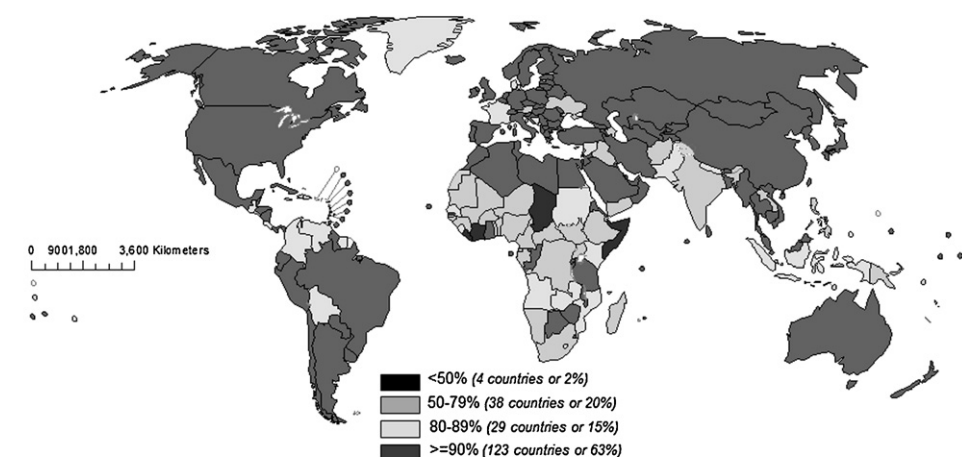 0 9001,800 3,600 Kilometers
<50% (4 countries or 2%)
50-79% (38 countries or 20%)
80-89% (29 countries or 15%)
>=90% (123 countries or 63%)